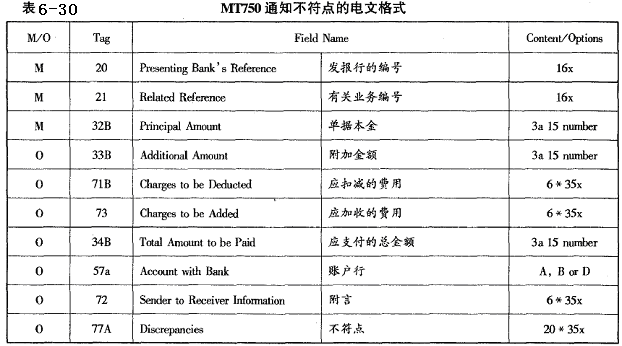 表6-30 MT750通知不符点的电文格式
M/O Tag Field Name Content/Options
M 20 Presenting Bank's Reference 发报行的编号 16x
M 21 Related Reference 有关业务编号 16x
M 32B Principal Amount 单据本金 3a 15 number
O 33B Additional Amount 附加金额 3a 15 number
O 71B Charges to be Deducted 应扣减的费用 6*35x
O 73 Charges to be Added 应加收的费用 6*35x
O 34B Total Amount to be Paid 应支付的总金额 3a 15 number
O 57a Account with Bank 账户行 A, B or D
O 72 Sender to Receiver Information 附言 6*35x
O 77A Discrepancies 不符点 20*35x